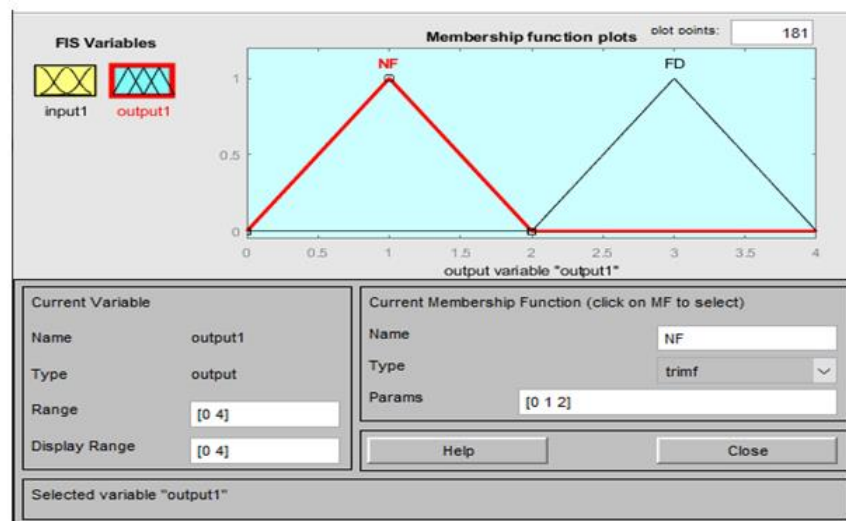 FIS Variables
input1 output1
Membership function plots
plot points: 181
NF FD
1
0.5
0
0 0.5 1 1.5 2 2.5 3 3.5 4
output variable "output1"
Current Variable
Name output1
Type output
Range [0 4]
Display Range [0 4]
Current Membership Function (click on MF to select)
Name NF
Type trimf
Params [0 1 2]
Help Close
Selected variable "output1"